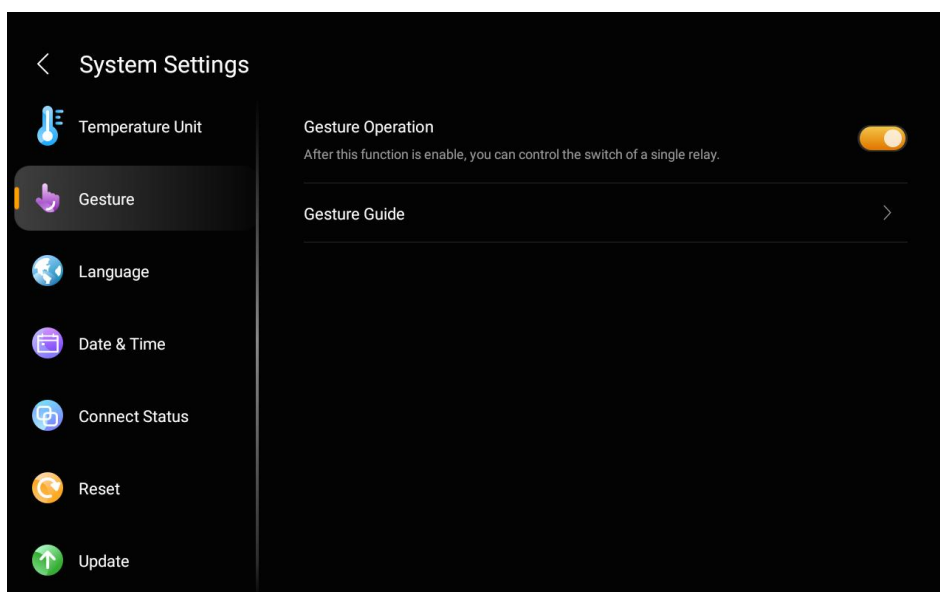 System Settings
Temperature Unit
Gesture
Language
Date & Time
Connect Status
Reset
Update
Gesture Operation
After this function is enable, you can control the switch of a single relay.
Gesture Guide